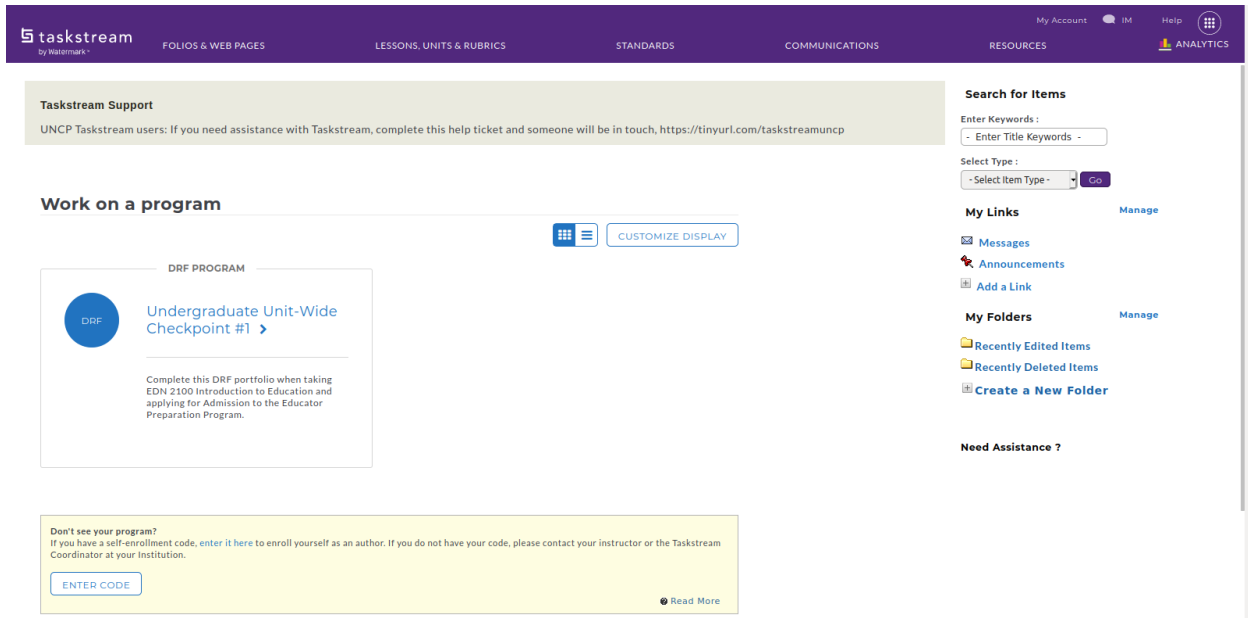 taskstream
by Watermark™
My Account
IM
Help
FOLIOS & WEB PAGES
LESSONS, UNITS & RUBRICS
STANDARDS
COMMUNICATIONS
RESOURCES
ANALYTICS
Taskstream Support
UNCP Taskstream users: If you need assistance with Taskstream, complete this help ticket and someone will be in touch, https://tinyurl.com/taskstreamuncp
Work on a program
CUSTOMIZE DISPLAY
DRF PROGRAM
DRF
Undergraduate Unit-Wide
Checkpoint #1
Complete this DRF portfolio when taking
EDN 2100 Introduction to Education and
applying for Admission to the Educator
Preparation Program.
Don't see your program?
If you have a self-enrollment code, enter it here to enroll yourself as an author. If you do not have your code, please contact your instructor or the Taskstream
Coordinator at your Institution.
ENTER CODE
Read More
Search for Items
Enter Keywords :
- Enter Title Keywords -
Select Type :
- Select Item Type -
Go
My Links
Manage
Messages
Announcements
Add a Link
My Folders
Manage
Recently Edited Items
Recently Deleted Items
Create a New Folder
Need Assistance ?